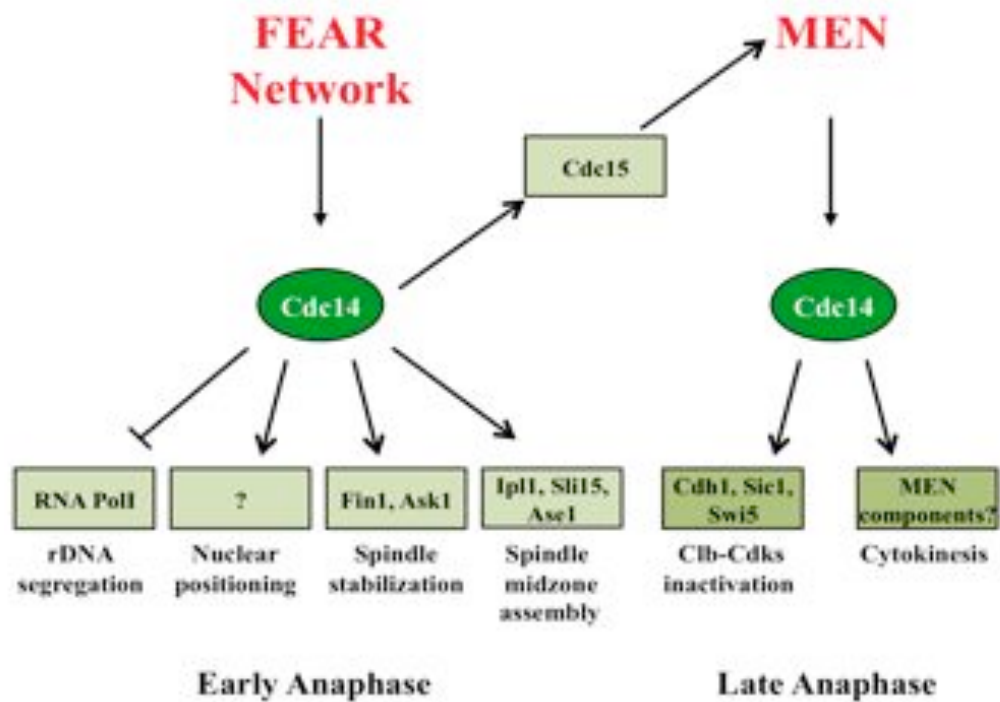 FEAR
Network
MEN
Cdc15
Cdc14
Cdc14
RNA PolI
?
Fin1, Ask1
Ipl1, Sli15,
Ase1
Cdh1, Sic1,
Swi5
MEN
components?
rDNA
segregation
Nuclear
positioning
Spindle
stabilization
Spindle
midzone
assembly
Clb-Cdks
inactivation
Cytokinesis
Early Anaphase
Late Anaphase